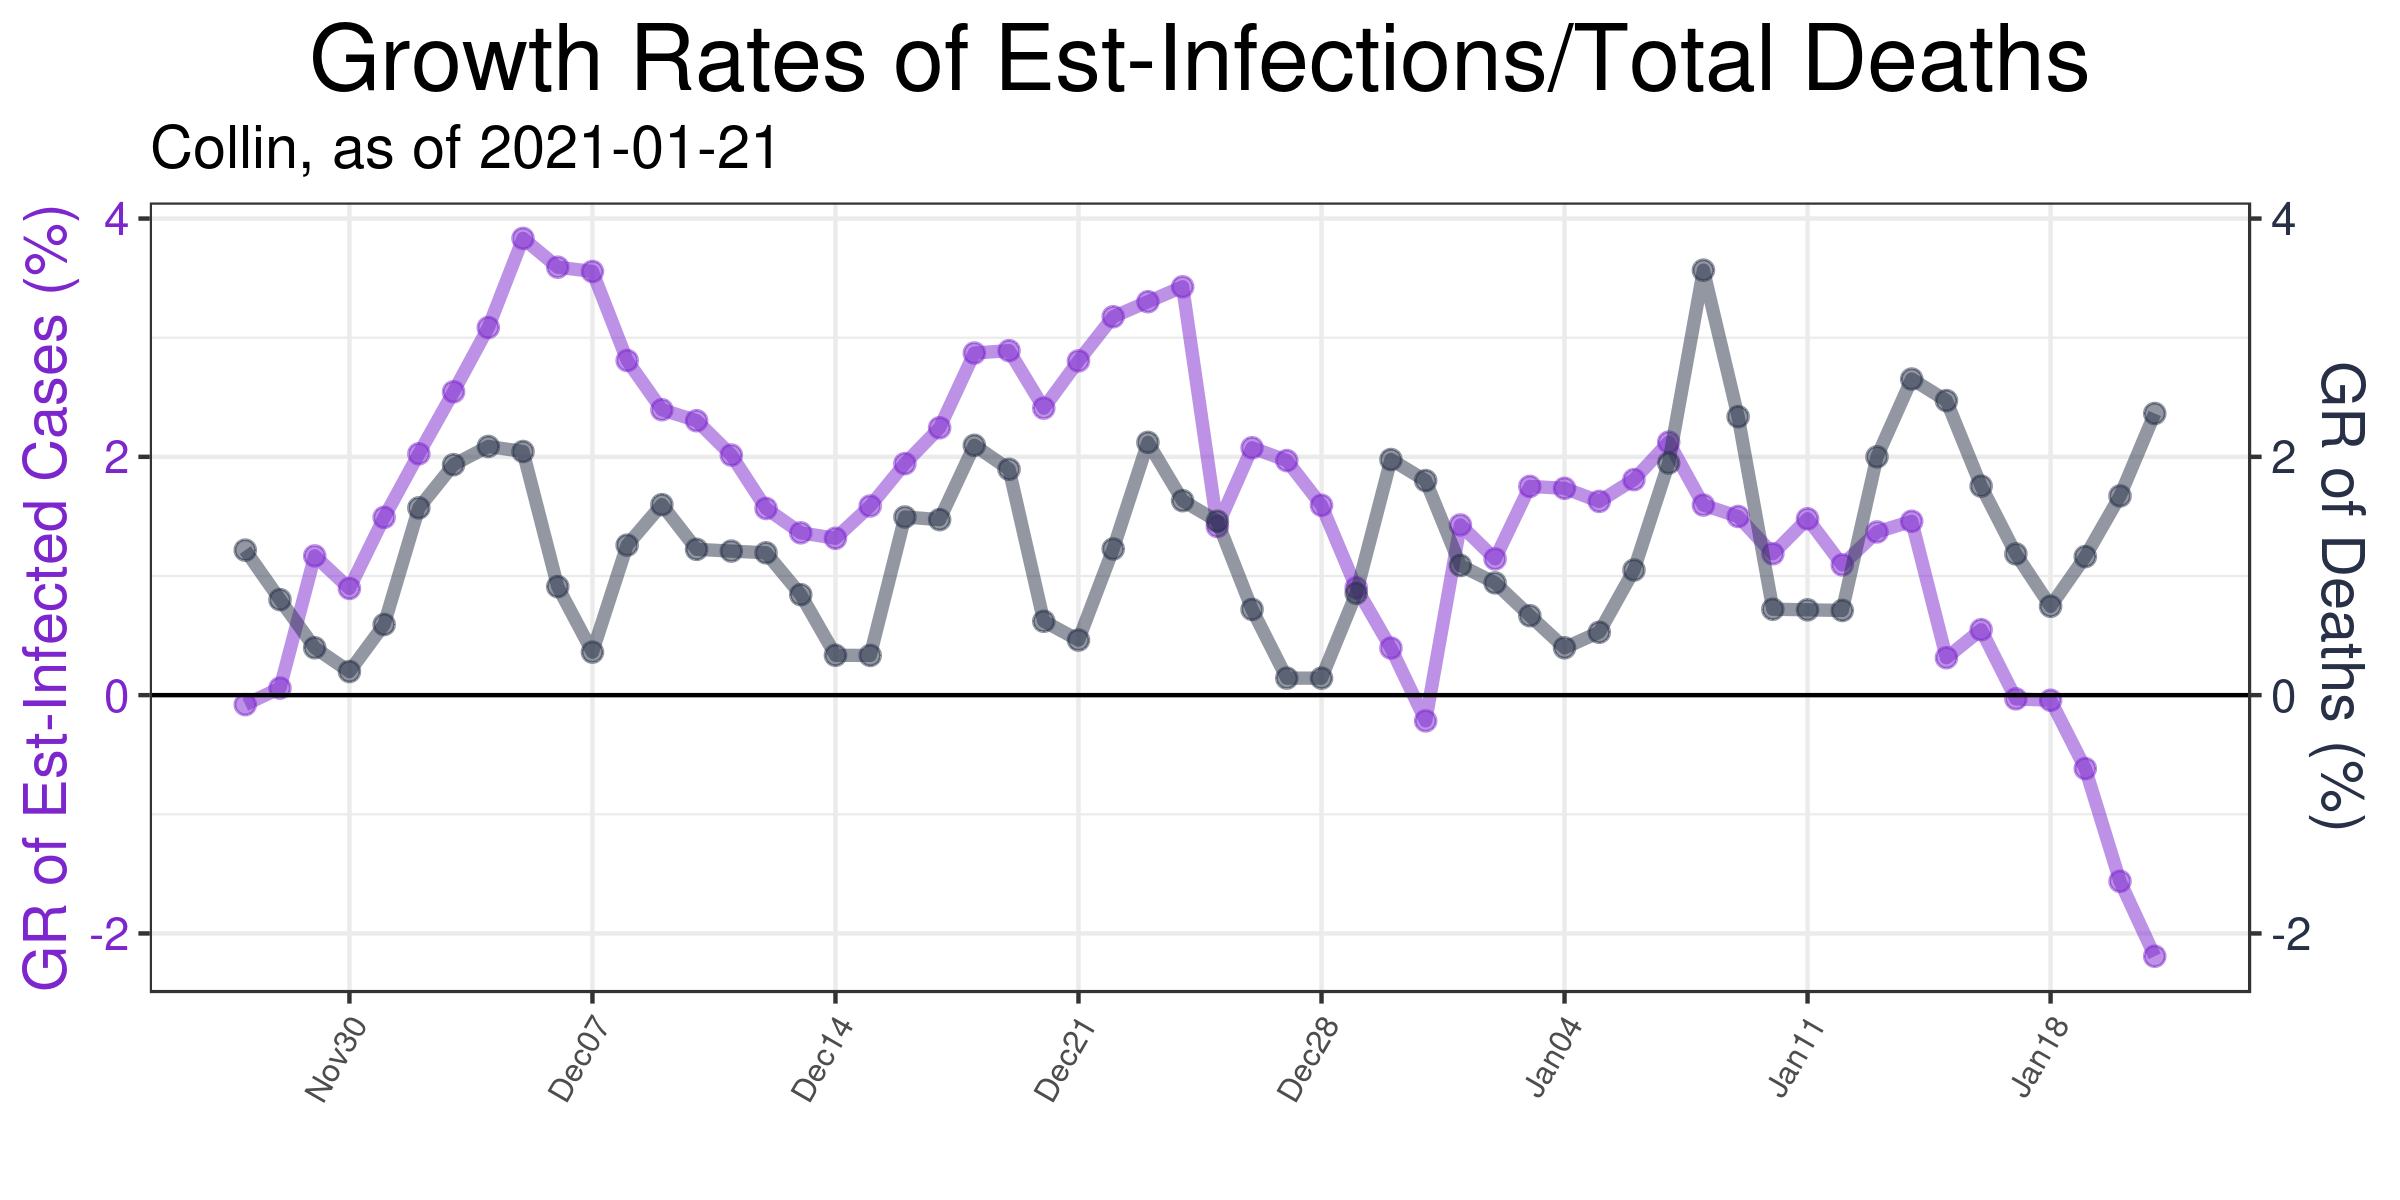 Growth Rates of Est-Infections/Total Deaths
Collin, as of 2021-01-21
GR of Est-Infected Cases (%)
4
2
0
-2
4
2
0
-2
GR of Deaths (%)
Nov30
Dec07
Dec14
Dec21
Dec28
Jan04
Jan11
Jan18